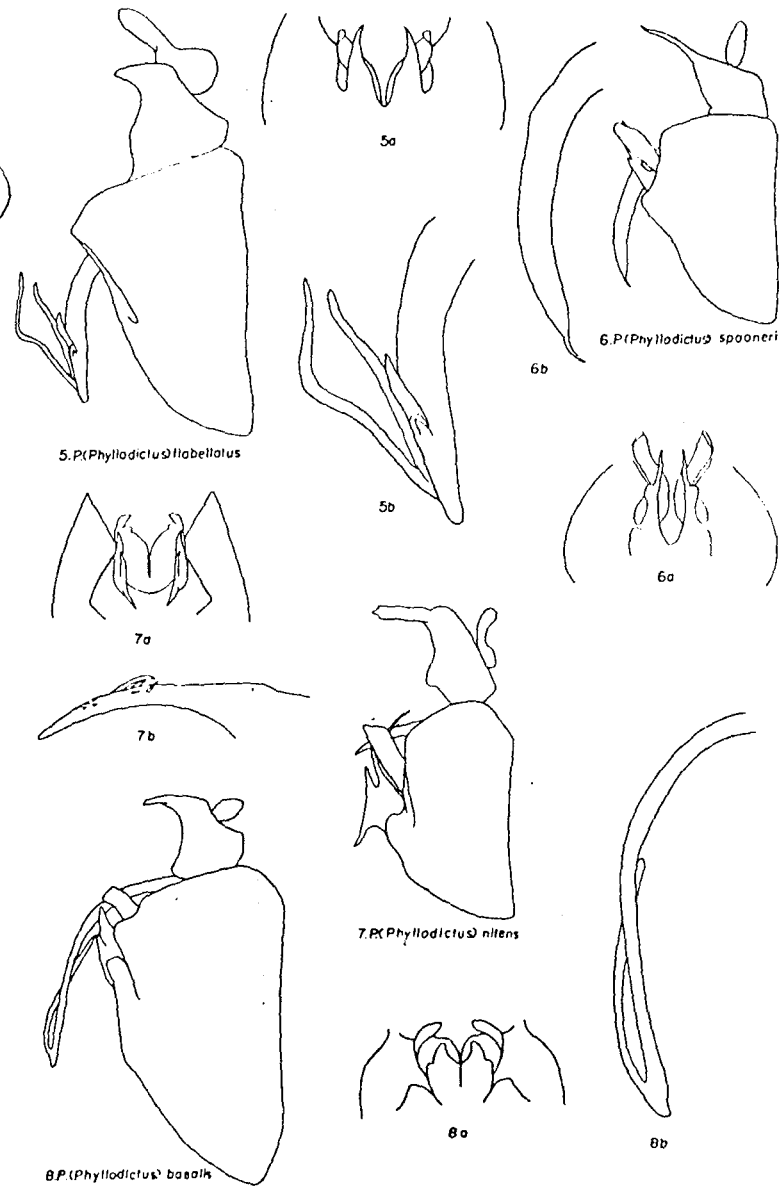 5a
6.P.(Phyllodictus) spooneri
6b
5.P.(Phyllodictus) flabellatus
5b
6a
7a
7b
7.P.(Phyllodictus) nitens
8a
8b
8.P.(Phyllodictus) basalis